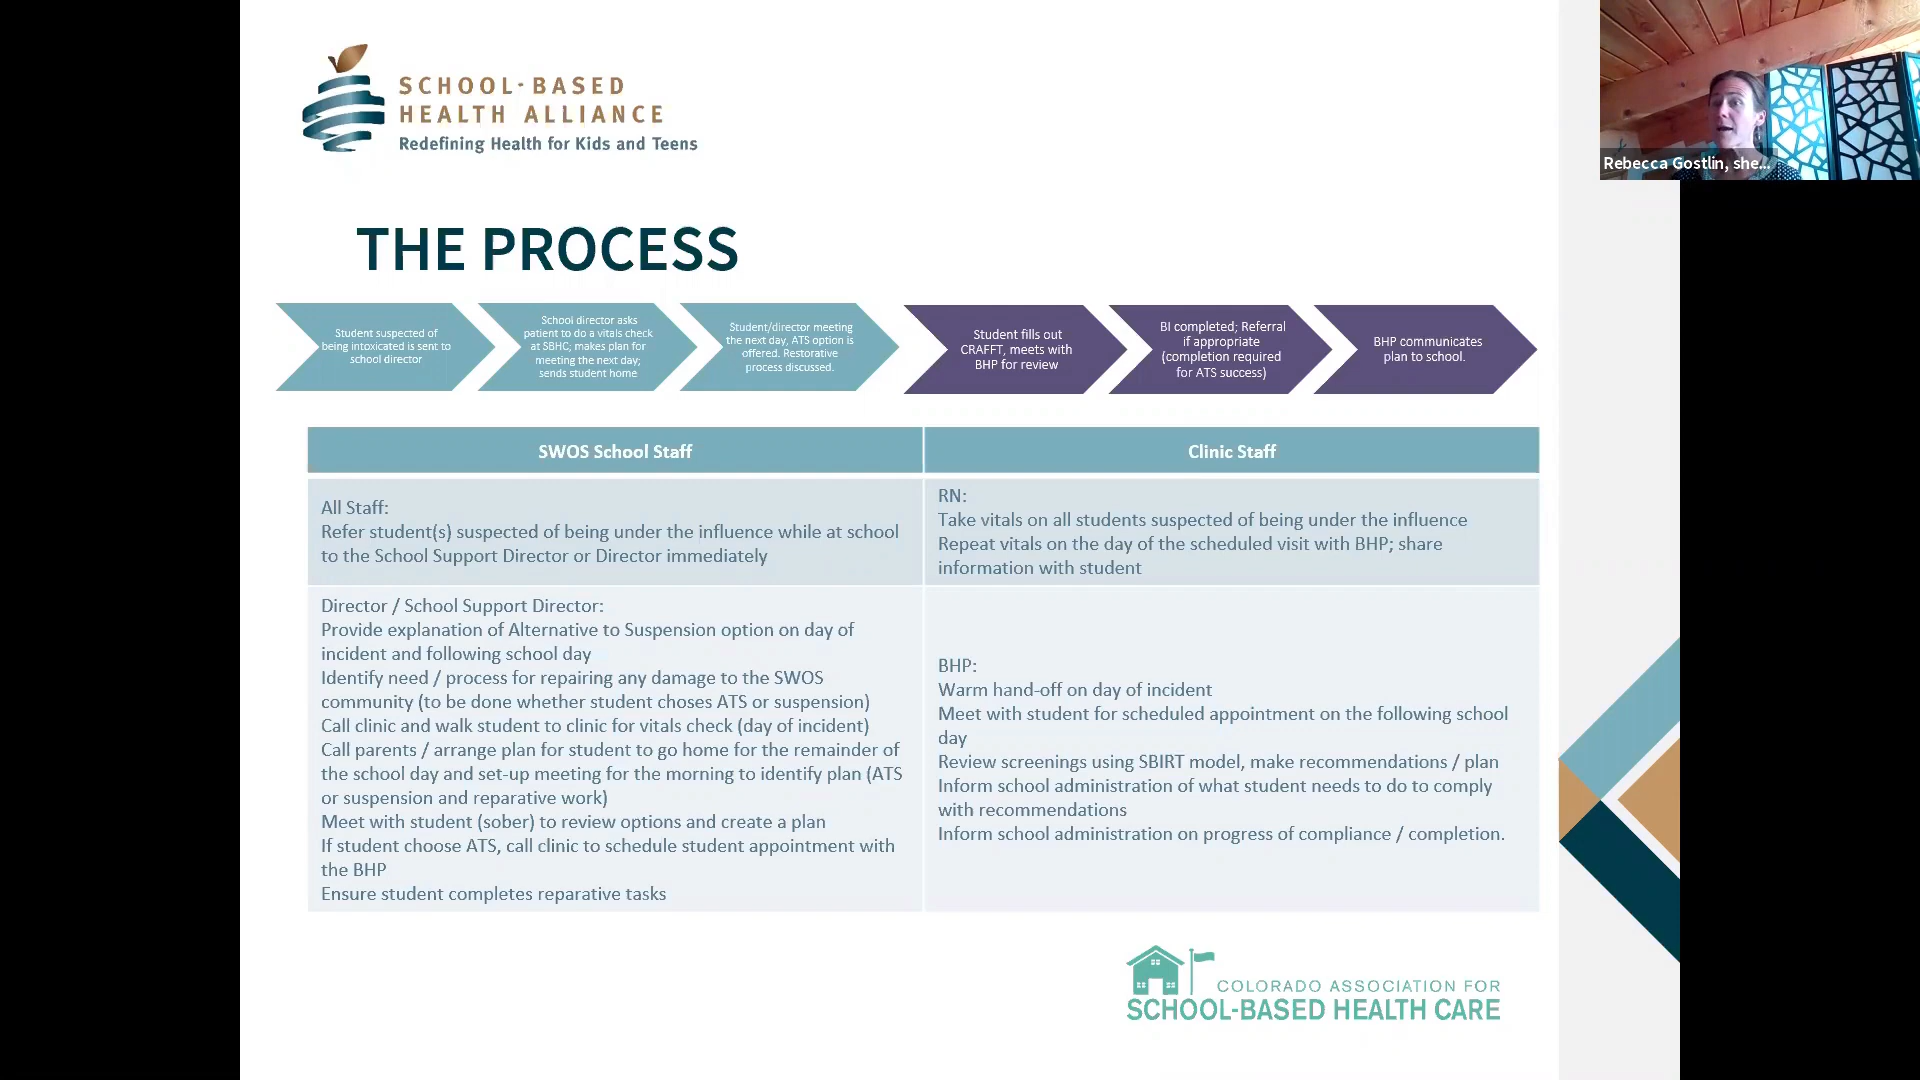 SCHOOL-BASED
HEALTH ALLIANCE
Redefining Health for Kids and Teens
Rebecca Gostlin, she...
THE PROCESS
Student suspected of
being intoxicated is sent to
school director
School director asks
patient to do a vitals check
at SBHC; makes plan for
meeting the next day;
sends student home
Student/director meeting
the next day, ATS option is
offered. Restorative
process discussed.
Student fills out
CRAFFT, meets with
BHP for review
BI completed; Referral
if appropriate
(completion required
for ATS success)
BHP communicates
plan to school.
SWOS School Staff
Clinic Staff
All Staff:
Refer student(s) suspected of being under the influence while at school
to the School Support Director or Director immediately
RN:
Take vitals on all students suspected of being under the influence
Repeat vitals on the day of the scheduled visit with BHP; share
information with student
Director / School Support Director:
Provide explanation of Alternative to Suspension option on day of
incident and following school day
Identify need / process for repairing any damage to the SWOS
community (to be done whether student choses ATS or suspension)
Call clinic and walk student to clinic for vitals check (day of incident)
Call parents / arrange plan for student to go home for the remainder of
the school day and set-up meeting for the morning to identify plan (ATS
or suspension and reparative work)
Meet with student (sober) to review options and create a plan
If student choose ATS, call clinic to schedule student appointment with
the BHP
Ensure student completes reparative tasks
BHP:
Warm hand-off on day of incident
Meet with student for scheduled appointment on the following school
day
Review screenings using SBIRT model, make recommendations / plan
Inform school administration of what student needs to do to comply
with recommendations
Inform school administration on progress of compliance / completion.
COLORADO ASSOCIATION FOR
SCHOOL-BASED HEALTH CARE